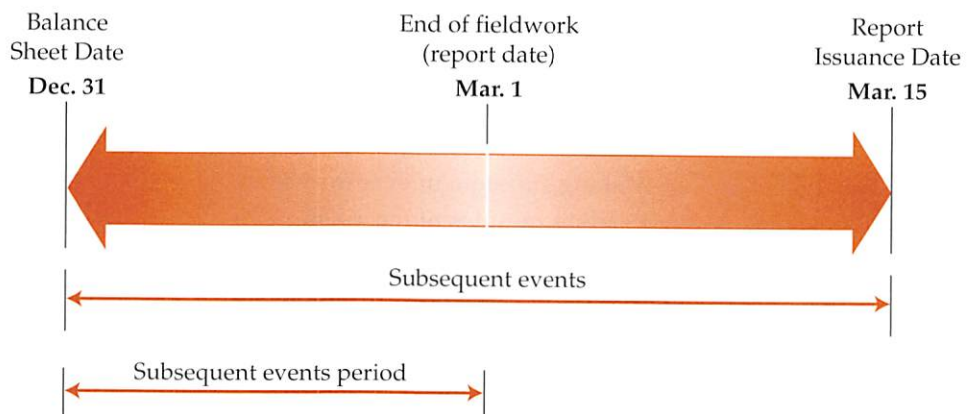 Balance
Sheet Date
Dec. 31
End of fieldwork
(report date)
Mar. 1
Report
Issuance Date
Mar. 15
Subsequent events
Subsequent events period